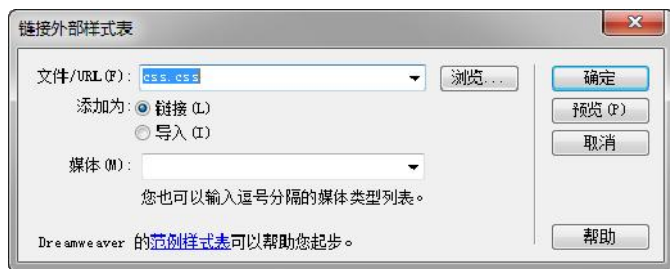 链接外部样式表
文件/URL(F): css.css 浏览... 确定
添加为: 链接(L) 预览(P)
导入(I) 取消
媒体(M):
您也可以输入逗号分隔的媒体类型列表。
Dreamweaver 的范例样式表可以帮助您起步。 帮助